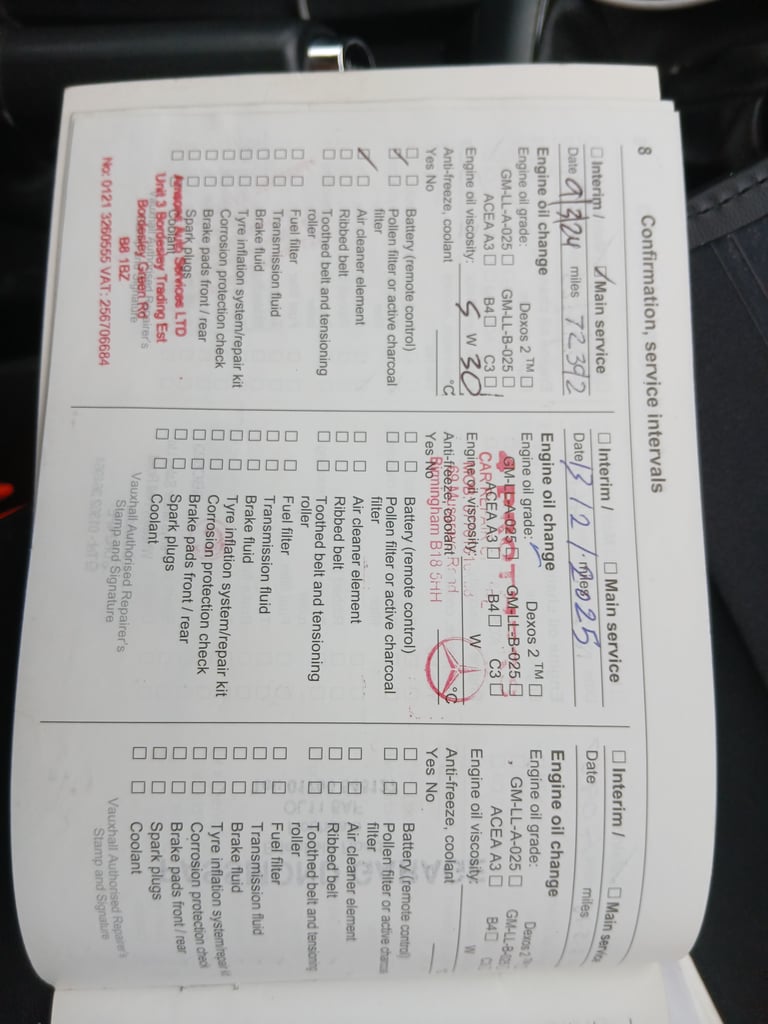 8
Confirmation, service intervals
☐ Interim / ☑ Main service
Date 9/3/24 miles 72392
Engine oil change
Engine oil grade: Dexos 2 ™ ☐
GM-LL-A-025 ☐ GM-LL-B-025 ☐
ACEA A3 ☐ B4 ☐ C3 ☐
Engine oil viscosity: 5 W 30
Anti-freeze, coolant °C
Yes No
☐ ☐ Battery (remote control)
☑ ☐ Pollen filter or active charcoal
filter
☑ ☐ Air cleaner element
☐ ☐ Ribbed belt
☐ ☐ Toothed belt and tensioning
roller
☐ ☐ Fuel filter
☐ ☐ Transmission fluid
☐ ☐ Brake fluid
☐ ☐ Tyre inflation system/repair kit
☐ ☐ Corrosion protection check
☐ ☐ Brake pads front / rear
☐ ☐ Spark plugs
☐ ☐ Coolant
Services LTD
Unit 3 Bordesley Trading Est
Bordesley Green Rd
B8 1BZ
No: 0121 3260555 VAT: 256706684
☐ Interim / ☐ Main service
Date 13/12/2025 miles
Engine oil change
Engine oil grade: Dexos 2 ™ ☐
GM-LL-A-025 ☐ GM-LL-B-025 ☐
ACEA A3 ☐ B4 ☐ C3 ☐
Engine oil viscosity: W
Anti-freeze, coolant °C
Birmingham B18 5HH
Yes No
☐ ☐ Battery (remote control)
☐ ☐ Pollen filter or active charcoal
filter
☐ ☐ Air cleaner element
☐ ☐ Ribbed belt
☐ ☐ Toothed belt and tensioning
roller
☐ ☐ Fuel filter
☐ ☐ Transmission fluid
☐ ☐ Brake fluid
☐ ☐ Tyre inflation system/repair kit
☐ ☐ Corrosion protection check
☐ ☐ Brake pads front / rear
☐ ☐ Spark plugs
☐ ☐ Coolant
Vauxhall Authorised Repairer's
Stamp and Signature
☐ Interim / ☐ Main service
Date miles
Engine oil change
Engine oil grade: Dexos 2
GM-LL-A-025 ☐ GM-LL-B-025
ACEA A3 ☐ B4 ☐
Engine oil viscosity: W
Anti-freeze, coolant
Yes No
☐ ☐ Battery (remote control)
☐ ☐ Pollen filter or active charcoal
filter
☐ ☐ Air cleaner element
☐ ☐ Ribbed belt
☐ ☐ Toothed belt and tensioning
roller
☐ ☐ Fuel filter
☐ ☐ Transmission fluid
☐ ☐ Brake fluid
☐ ☐ Tyre inflation system/repair kit
☐ ☐ Corrosion protection check
☐ ☐ Brake pads front / rear
☐ ☐ Spark plugs
☐ ☐ Coolant
Vauxhall Authorised Repairer's
Stamp and Signature